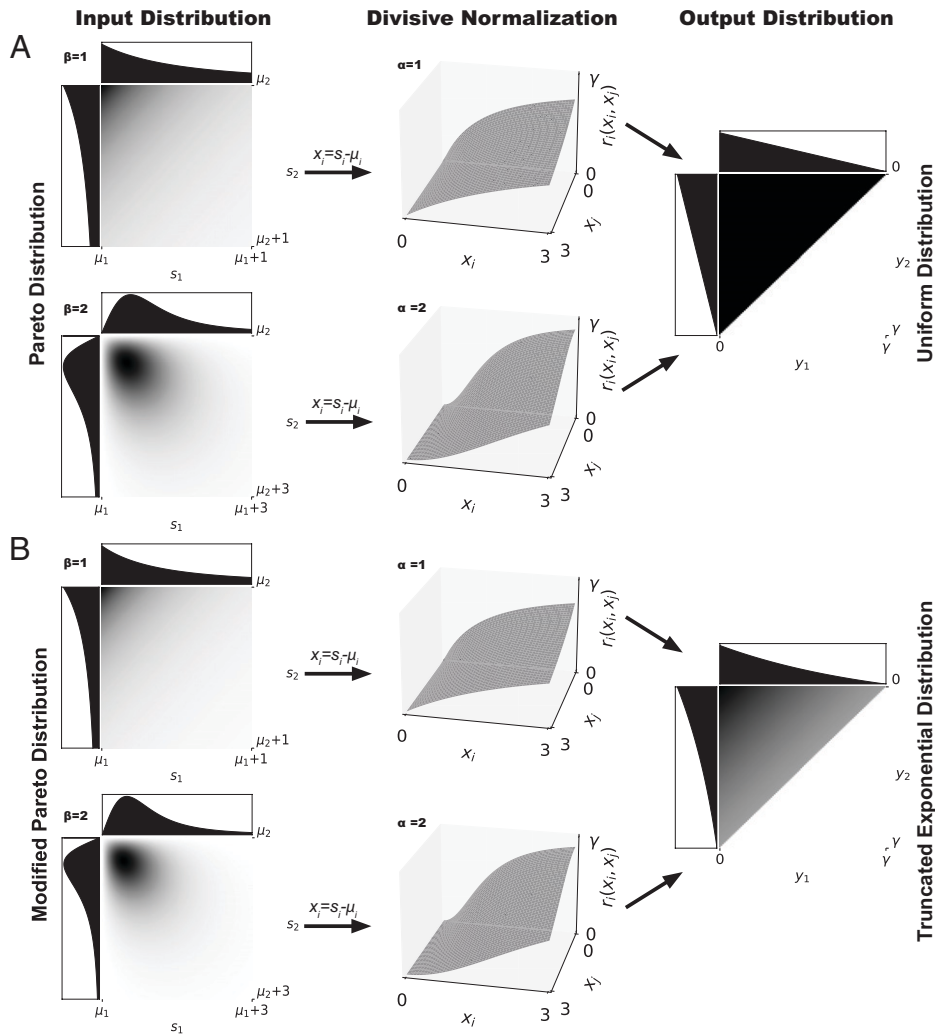 Input Distribution
Divisive Normalization
Output Distribution
A
Pareto Distribution
β=1
μ₂
s₂
μ₂+1
μ₁
μ₁+1
s₁
xᵢ=sᵢ-μᵢ
α=1
γ
rᵢ(xᵢ, xⱼ)
0
0
xⱼ
0
xᵢ
3
3
β=2
μ₂
s₂
μ₂+3
μ₁
μ₁+3
s₁
xᵢ=sᵢ-μᵢ
α=2
γ
rᵢ(xᵢ, xⱼ)
0
0
xⱼ
0
xᵢ
3
3
0
y₂
γ
0
γ
y₁
Uniform Distribution
B
Modified Pareto Distribution
β=1
μ₂
s₂
μ₂+1
μ₁
μ₁+1
s₁
xᵢ=sᵢ-μᵢ
α =1
γ
rᵢ(xᵢ, xⱼ)
0
0
xⱼ
0
xᵢ
3
3
β=2
μ₂
s₂
μ₂+3
μ₁
μ₁+3
s₁
xᵢ=sᵢ-μᵢ
α =2
γ
rᵢ(xᵢ, xⱼ)
0
0
xⱼ
0
xᵢ
3
3
0
y₂
γ
0
γ
y₁
Truncated Exponential Distribution